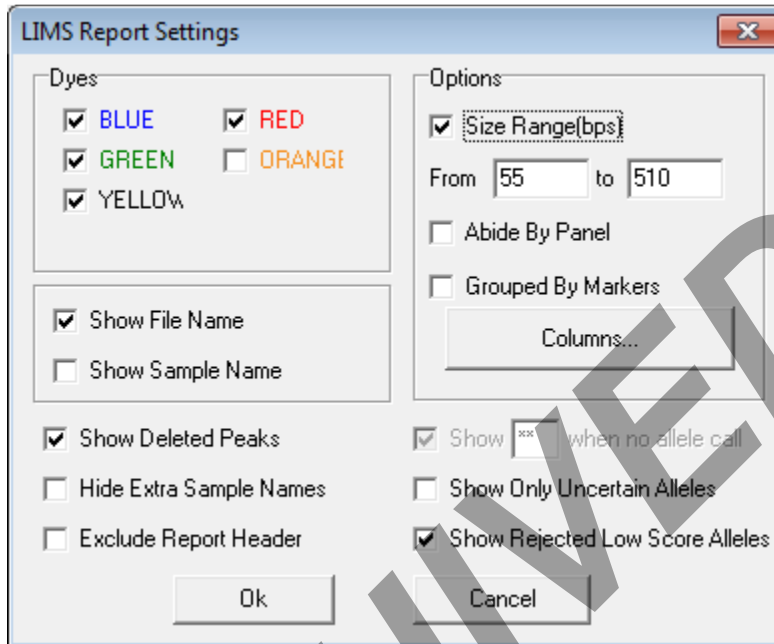 LIMS Report Settings
Dyes
BLUE
RED
GREEN
ORANGE
YELLOW
Show File Name
Show Sample Name
Options
Size Range(bps)
From 55 to 510
Abide By Panel
Grouped By Markers
Columns...
Show Deleted Peaks
Hide Extra Sample Names
Exclude Report Header
Show ** when no allele call
Show Only Uncertain Alleles
Show Rejected Low Score Alleles
Ok
Cancel